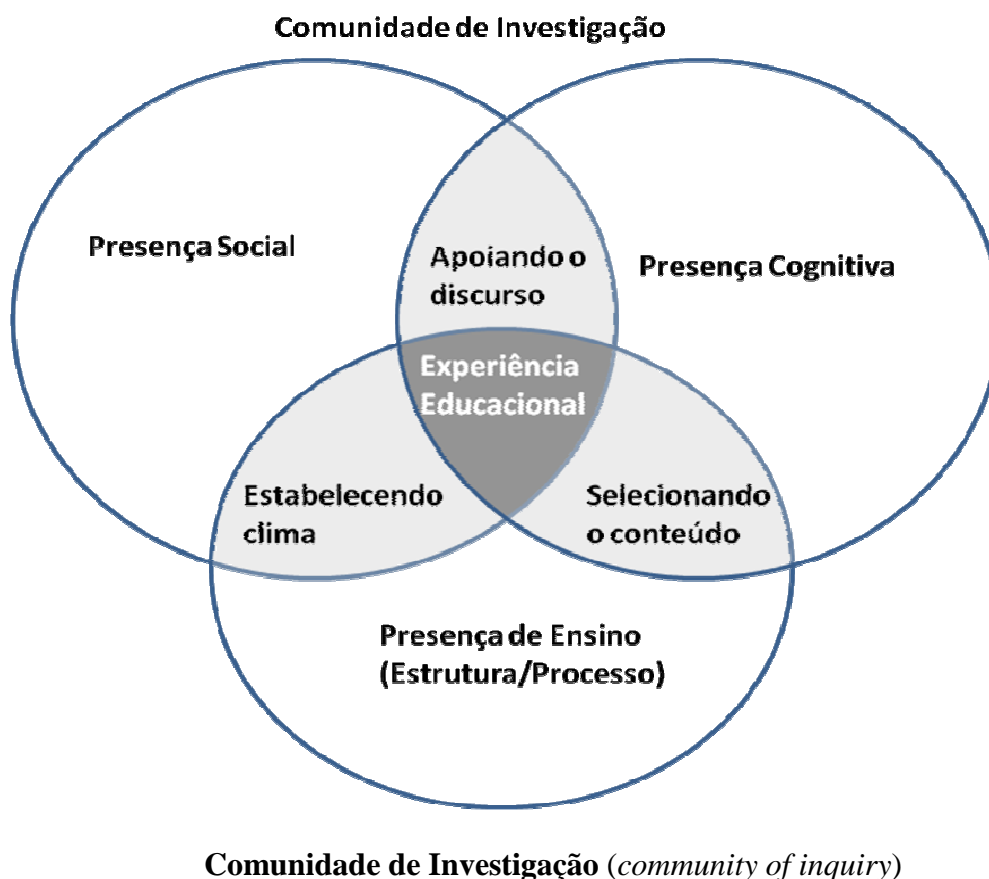 Comunidade de Investigação
Presença Social
Apoiando o
discurso
Presença Cognitiva
Experiência
Educacional
Estabelecendo
clima
Selecionando
o conteúdo
Presença de Ensino
(Estrutura/Processo)
Comunidade de Investigação (community of inquiry)